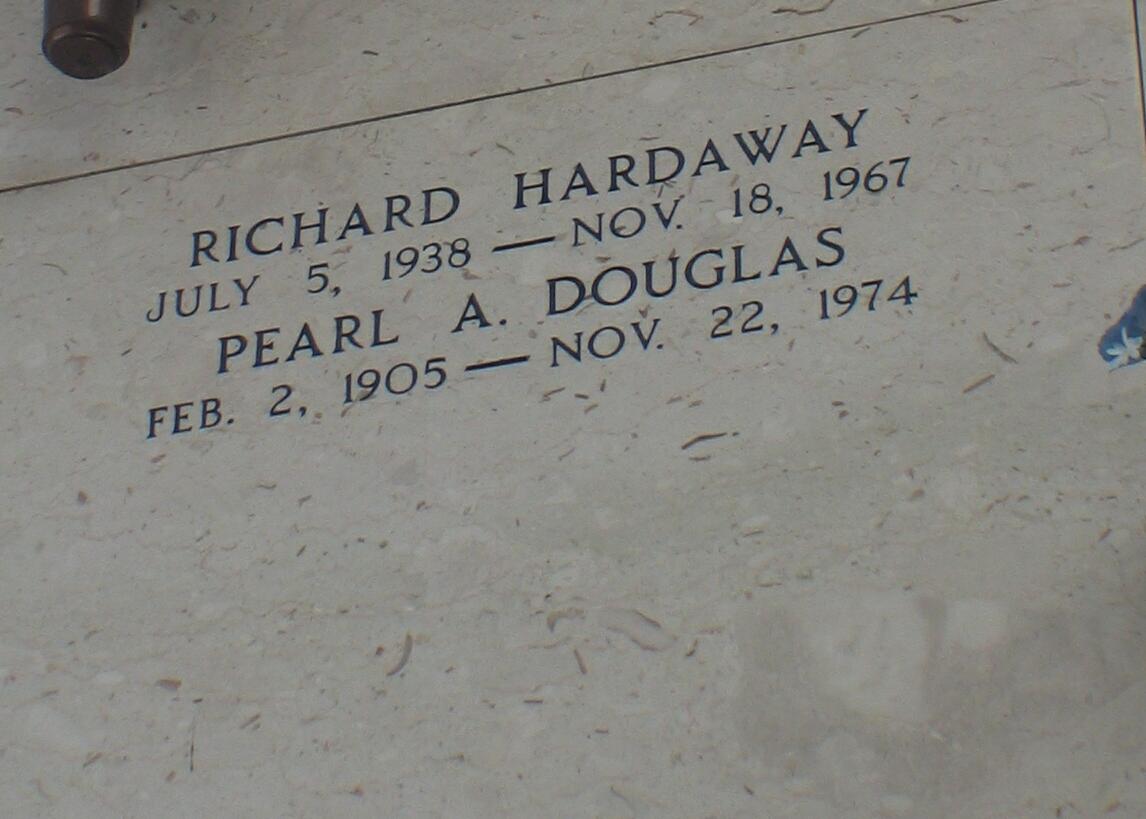 RICHARD HARDAWAY
JULY 5, 1938 — NOV. 18, 1967
PEARL A. DOUGLAS
FEB. 2, 1905 — NOV. 22, 1974